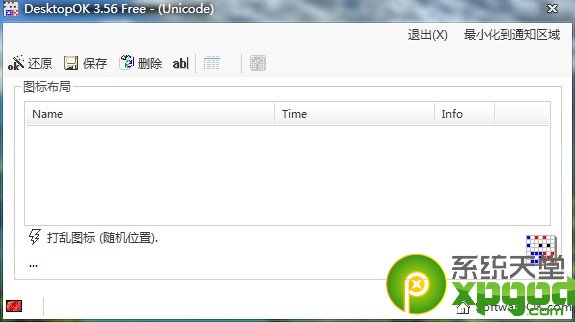 DesktopOK 3.56 Free - (Unicode)
退出(X) 最小化到通知区域
还原 保存 删除 ab|
图标布局
Name Time Info
打乱图标 (随机位置).
...
系统天堂
xpgod
.com